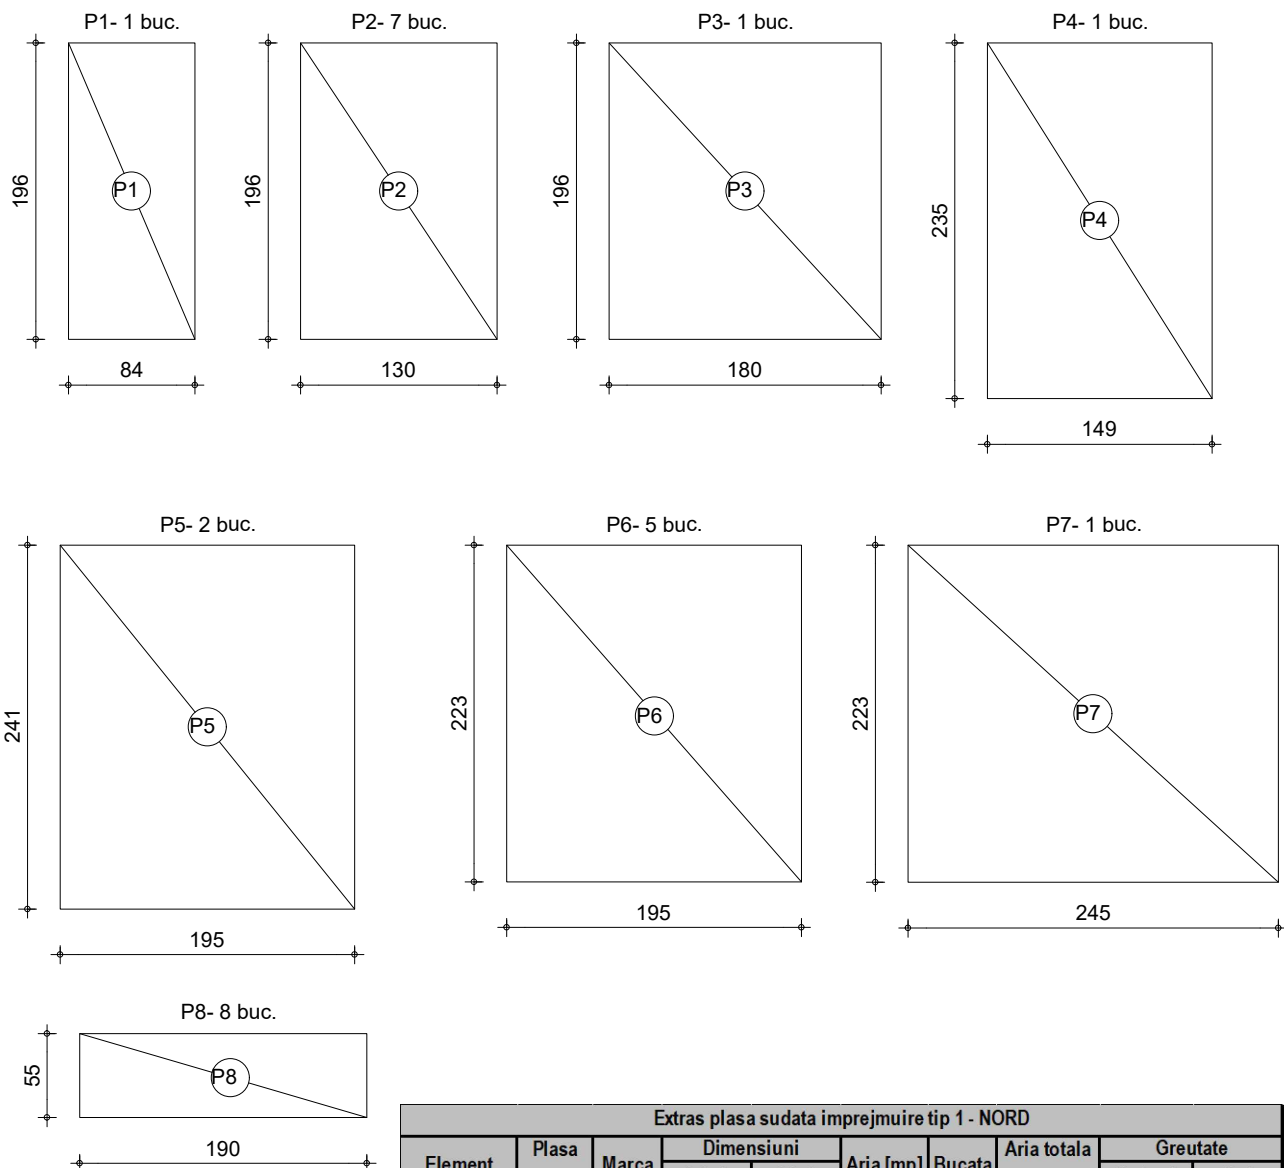 P1- 1 buc.
P2- 7 buc.
P3- 1 buc.
P4- 1 buc.
196
P1
196
P2
196
P3
235
P4
84
130
180
149
P5- 2 buc.
P6- 5 buc.
P7- 1 buc.
241
P5
223
P6
223
P7
195
195
245
P8- 8 buc.
55
P8
190
Extras plasa sudata imprejmuire tip 1 - NORD
Element Plasa Marca Dimensiuni Aria [mp] Bucata Aria totala Greutate